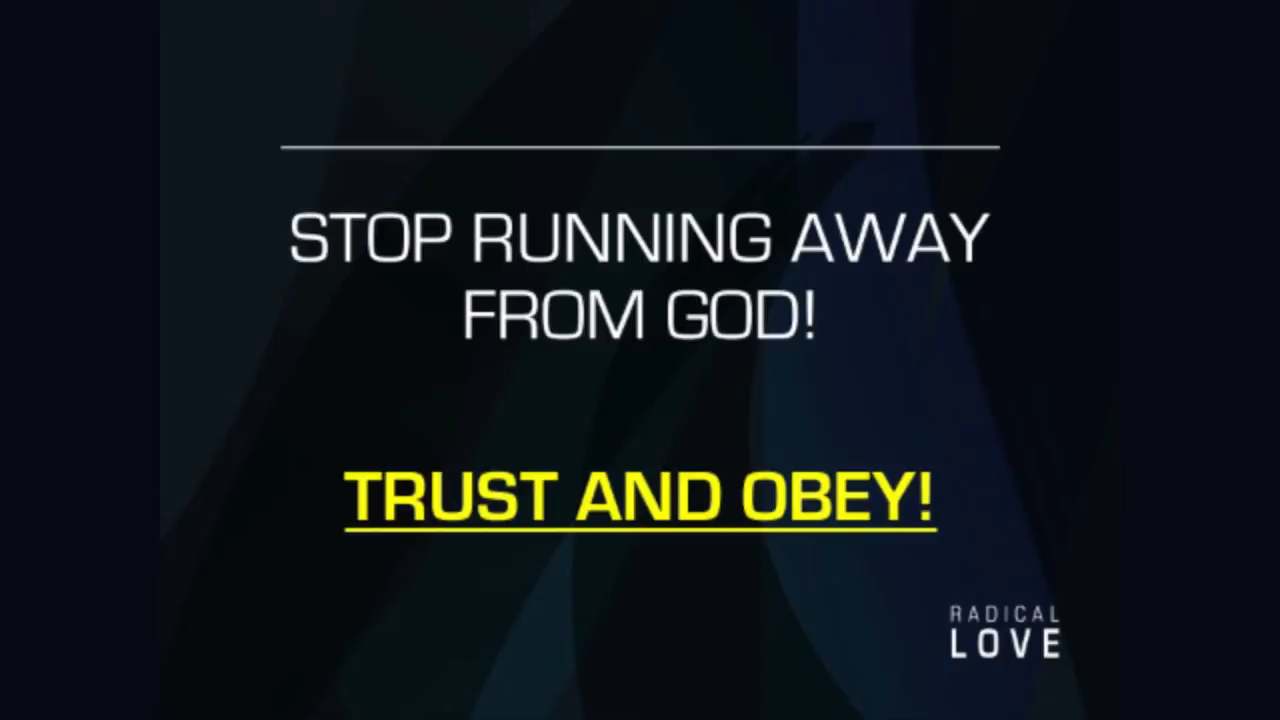 STOP RUNNING AWAY
FROM GOD!
TRUST AND OBEY!
RADICAL
LOVE